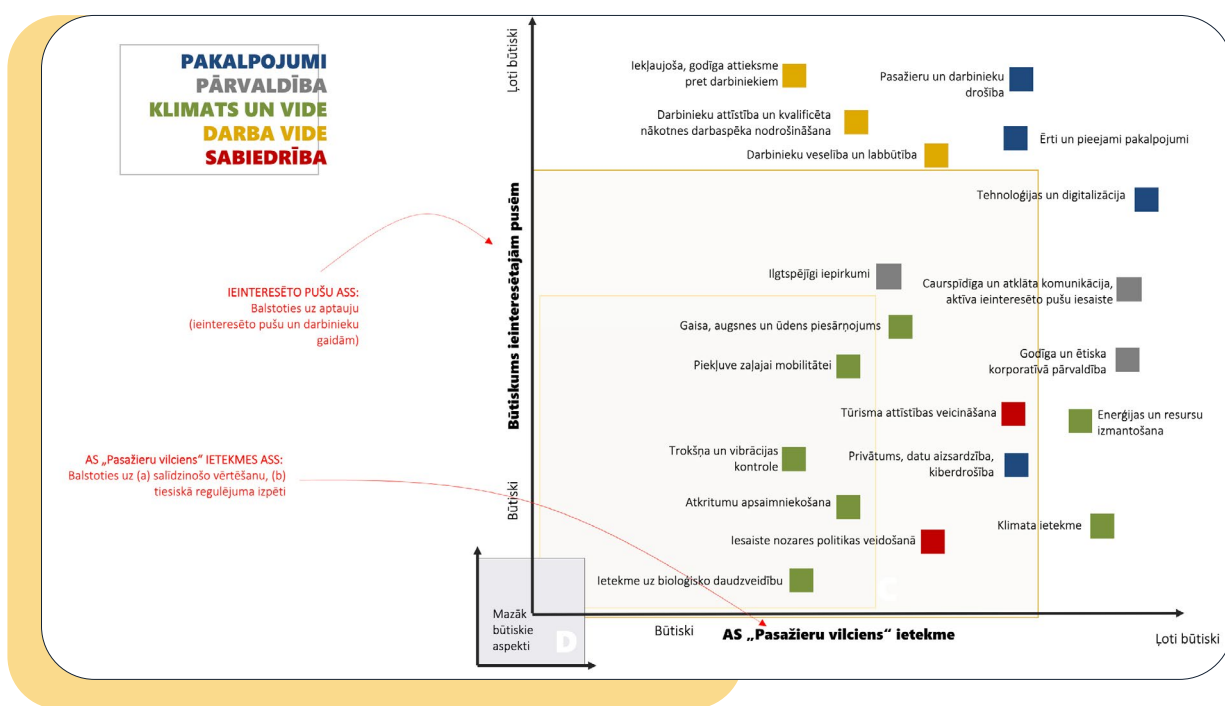 PAKALPOJUMI
PĀRVALDĪBA
KLIMATS UN VIDE
DARBA VIDE
SABIEDRĪBA
Ļoti būtiski
Būtiskums ieinteresētajām pusēm
Būtiski
IEINTERESĒTO PUŠU ASS:
Balstoties uz aptauju
(ieinteresēto pušu un darbinieku
gaidām)
AS „Pasažieru vilciens“ IETEKMES ASS:
Balstoties uz (a) salīdzinošo vērtēšanu, (b)
tiesiskā regulējuma izpēti
Iekļaujoša, godīga attieksme
pret darbiniekiem
Pasažieru un darbinieku
drošība
Darbinieku attīstība un kvalificēta
nākotnes darbaspēka nodrošināšana
Ērti un pieejami pakalpojumi
Darbinieku veselība un labbūtība
Tehnoloģijas un digitalizācija
Ilgtspējīgi iepirkumi
Caurspīdīga un atklāta komunikācija,
aktīva ieinteresēto pušu iesaiste
Gaisa, augsnes un ūdens piesārņojums
Piekļuve zaļajai mobilitātei
Godīga un ētiska
korporatīvā pārvaldība
Tūrisma attīstības veicināšana
Enerģijas un resursu
izmantošana
Trokšņa un vibrācijas
kontrole
Privātums, datu aizsardzība,
kiberdrošība
Atkritumu apsaimniekošana
Klimata ietekme
Iesaiste nozares politikas veidošanā
Ietekme uz bioloģisko daudzveidību
C
Mazāk
būtiskie
aspekti
D
Būtiski
AS „Pasažieru vilciens“ ietekme
Ļoti būtiski